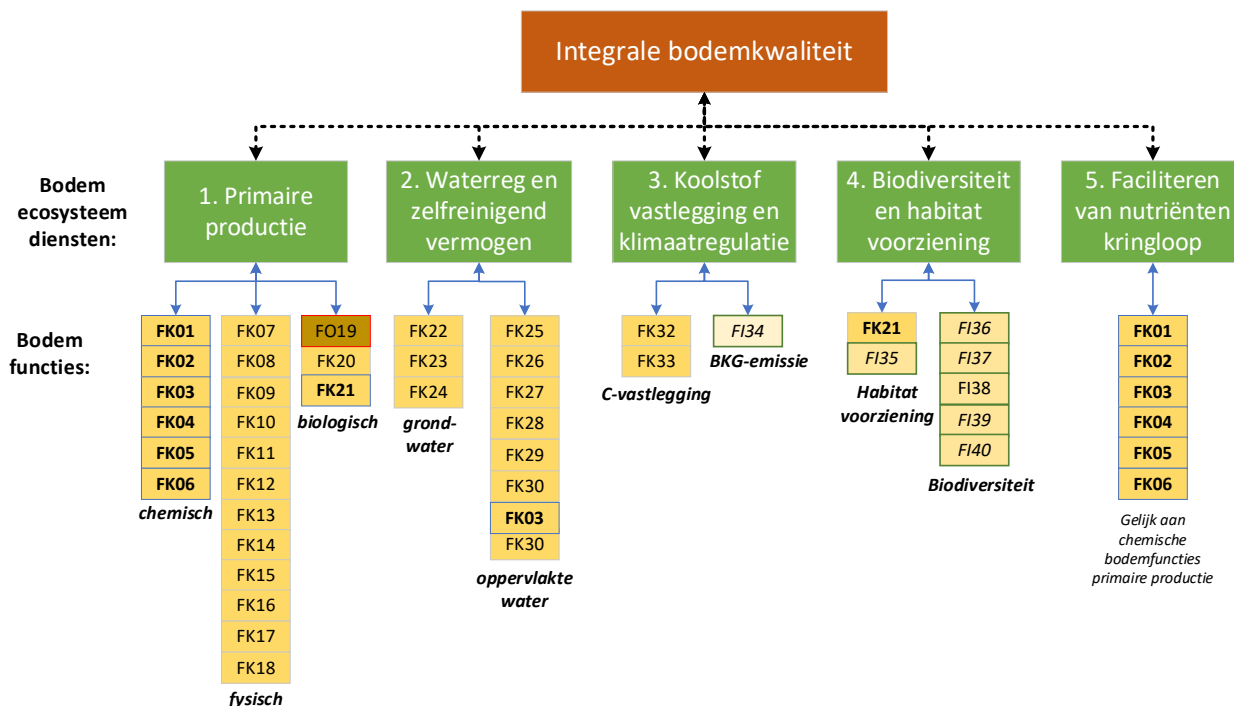 Integrale bodemkwaliteit
Bodem
ecosysteem
diensten:
1. Primaire
productie
2. Waterreg en
zelfreinigend
vermogen
3. Koolstof
vastlegging en
klimaatregulatie
4. Biodiversiteit
en habitat
voorziening
5. Faciliteren
van nutriënten
kringloop
Bodem
functies:
FK01
FK02
FK03
FK04
FK05
FK06
chemisch
FK07
FK08
FK09
FK10
FK11
FK12
FK13
FK14
FK15
FK16
FK17
FK18
fysisch
FO19
FK20
FK21
biologisch
FK22
FK23
FK24
grond-
water
FK25
FK26
FK27
FK28
FK29
FK30
FK03
FK30
oppervlakte
water
FK32
FK33
C-vastlegging
FI34
BKG-emissie
FK21
FI35
Habitat
voorziening
FI36
FI37
FI38
FI39
FI40
Biodiversiteit
FK01
FK02
FK03
FK04
FK05
FK06
Gelijk aan
chemische
bodemfuncties
primaire productie